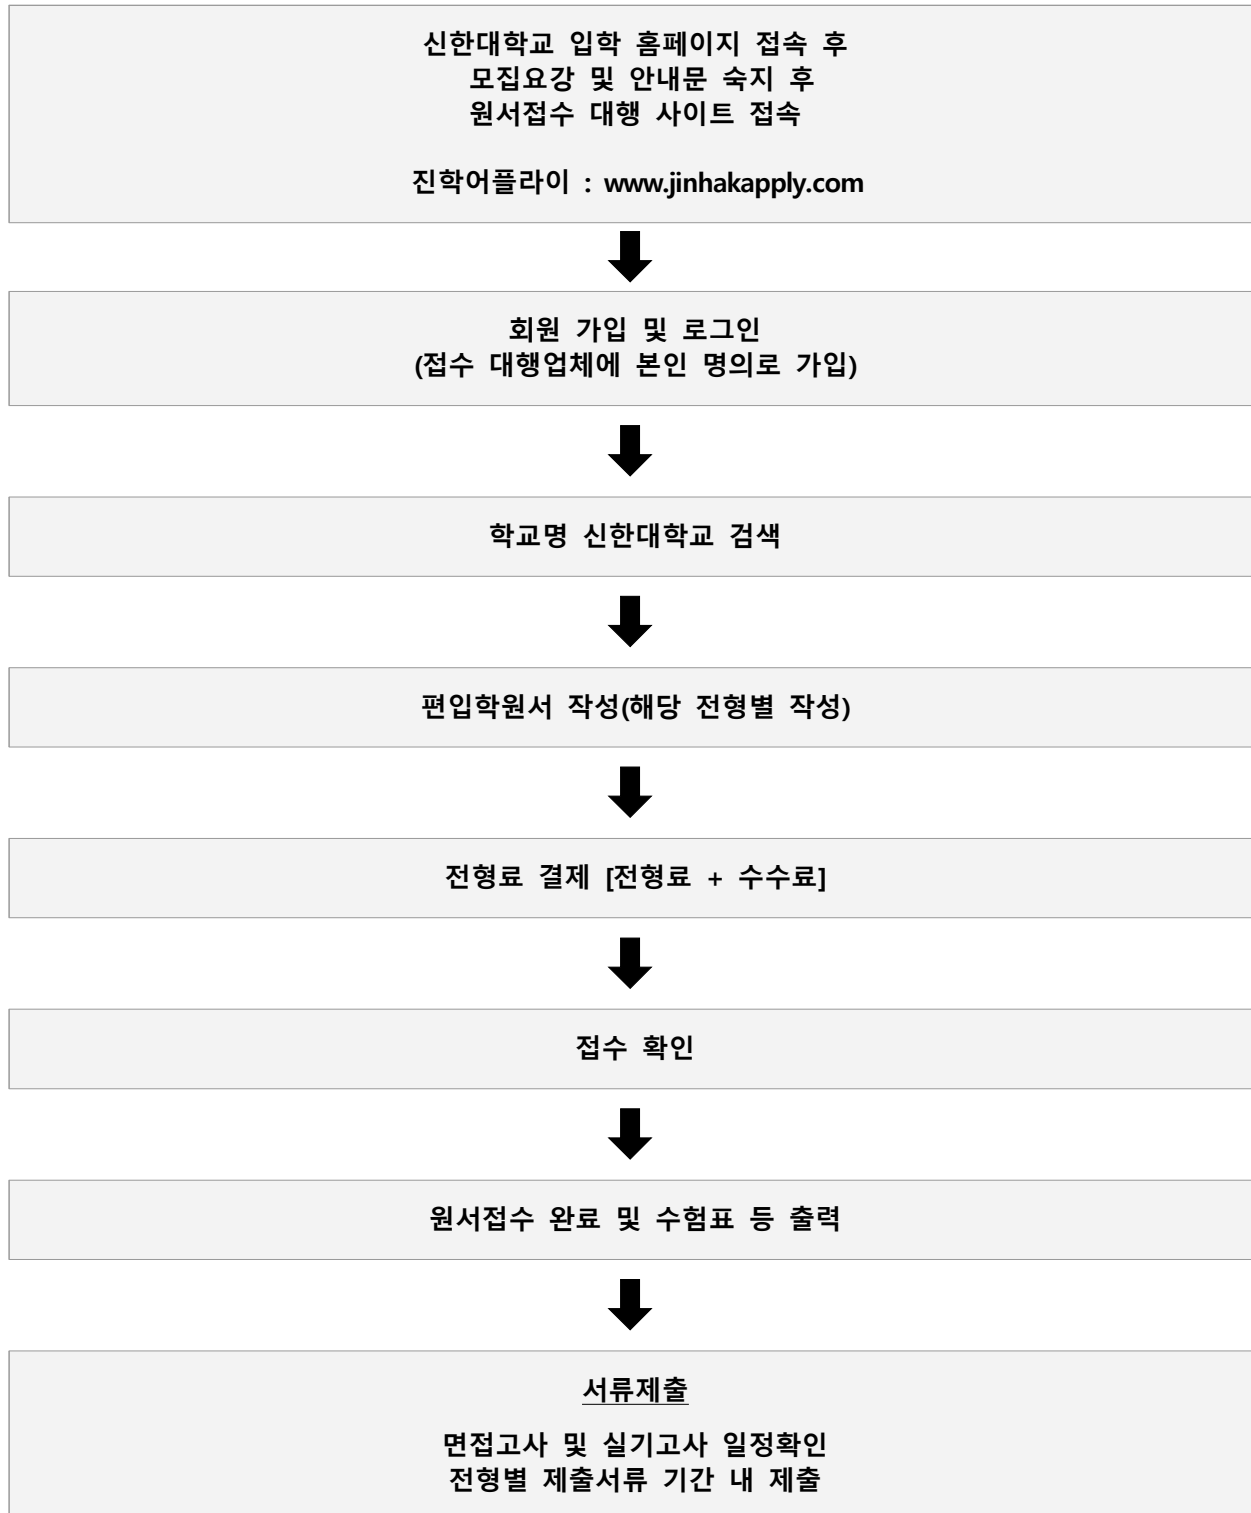 신한대학교 입학 홈페이지 접속 후
모집요강 및 안내문 숙지 후
원서접수 대행 사이트 접속
진학어플라이 : www.jinhakapply.com
회원 가입 및 로그인
(접수 대행업체에 본인 명의로 가입)
학교명 신한대학교 검색
편입학원서 작성(해당 전형별 작성)
전형료 결제 [전형료 + 수수료]
접수 확인
원서접수 완료 및 수험표 등 출력
서류제출
면접고사 및 실기고사 일정확인
전형별 제출서류 기간 내 제출